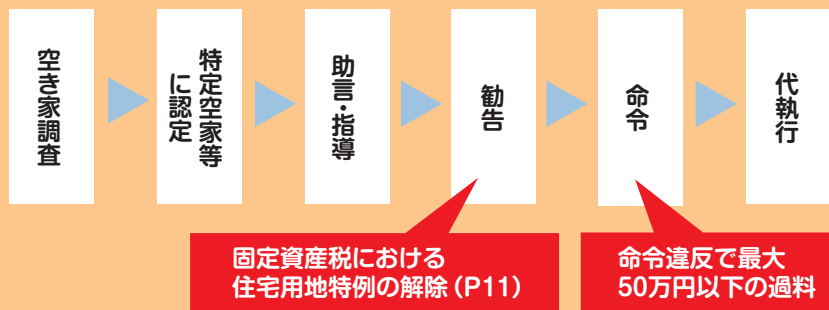 空き家調査
特定空家等
に認定
助言・指導
勧告
命令
代執行
固定資産税における
住宅用地特例の解除（P11）
命令違反で最大
50万円以下の過料